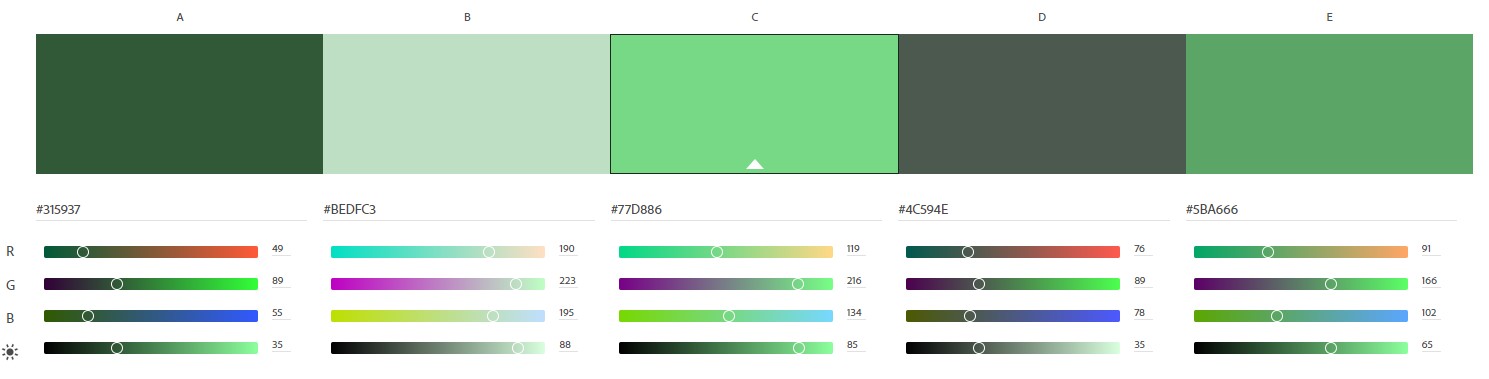 A B C D E
#315937 #BEDFC3 #77D886 #4C594E #5BA666
R 49 190 119 76 91
G 89 223 216 89 166
B 55 195 134 78 102
35 88 85 35 65